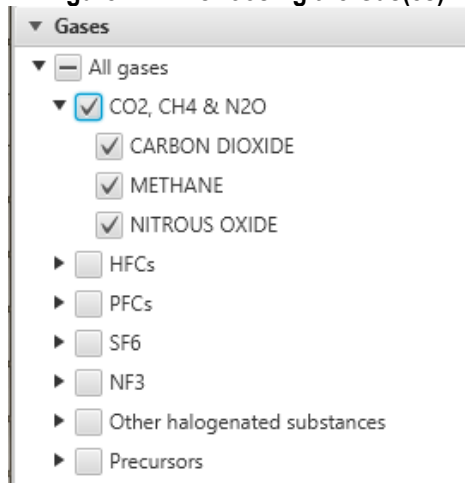 Gases
All gases
CO2, CH4 & N2O
CARBON DIOXIDE
METHANE
NITROUS OXIDE
HFCs
PFCs
SF6
NF3
Other halogenated substances
Precursors